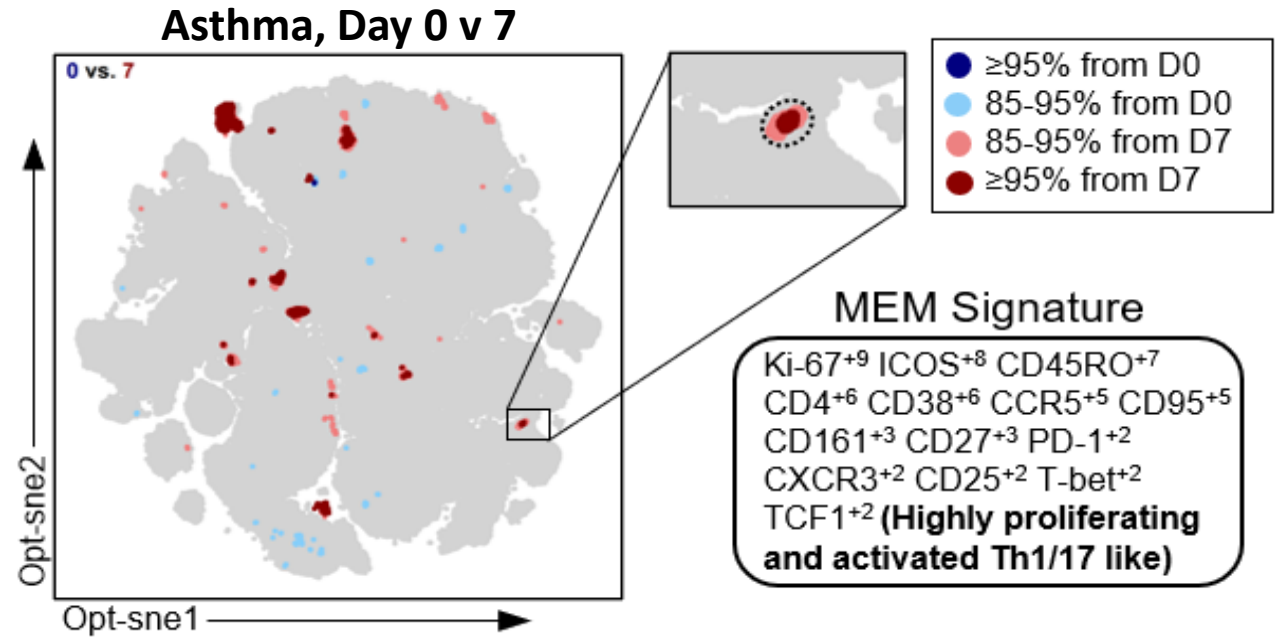 Asthma, Day 0 v 7
0 vs. 7
≥95% from D0
85-95% from D0
85-95% from D7
≥95% from D7
MEM Signature
Ki-67⁺⁹ ICOS⁺⁸ CD45RO⁺⁷
CD4⁺⁶ CD38⁺⁶ CCR5⁺⁵ CD95⁺⁵
CD161⁺³ CD27⁺³ PD-1⁺²
CXCR3⁺² CD25⁺² T-bet⁺²
TCF1⁺² (Highly proliferating
and activated Th1/17 like)
Opt-sne2
Opt-sne1